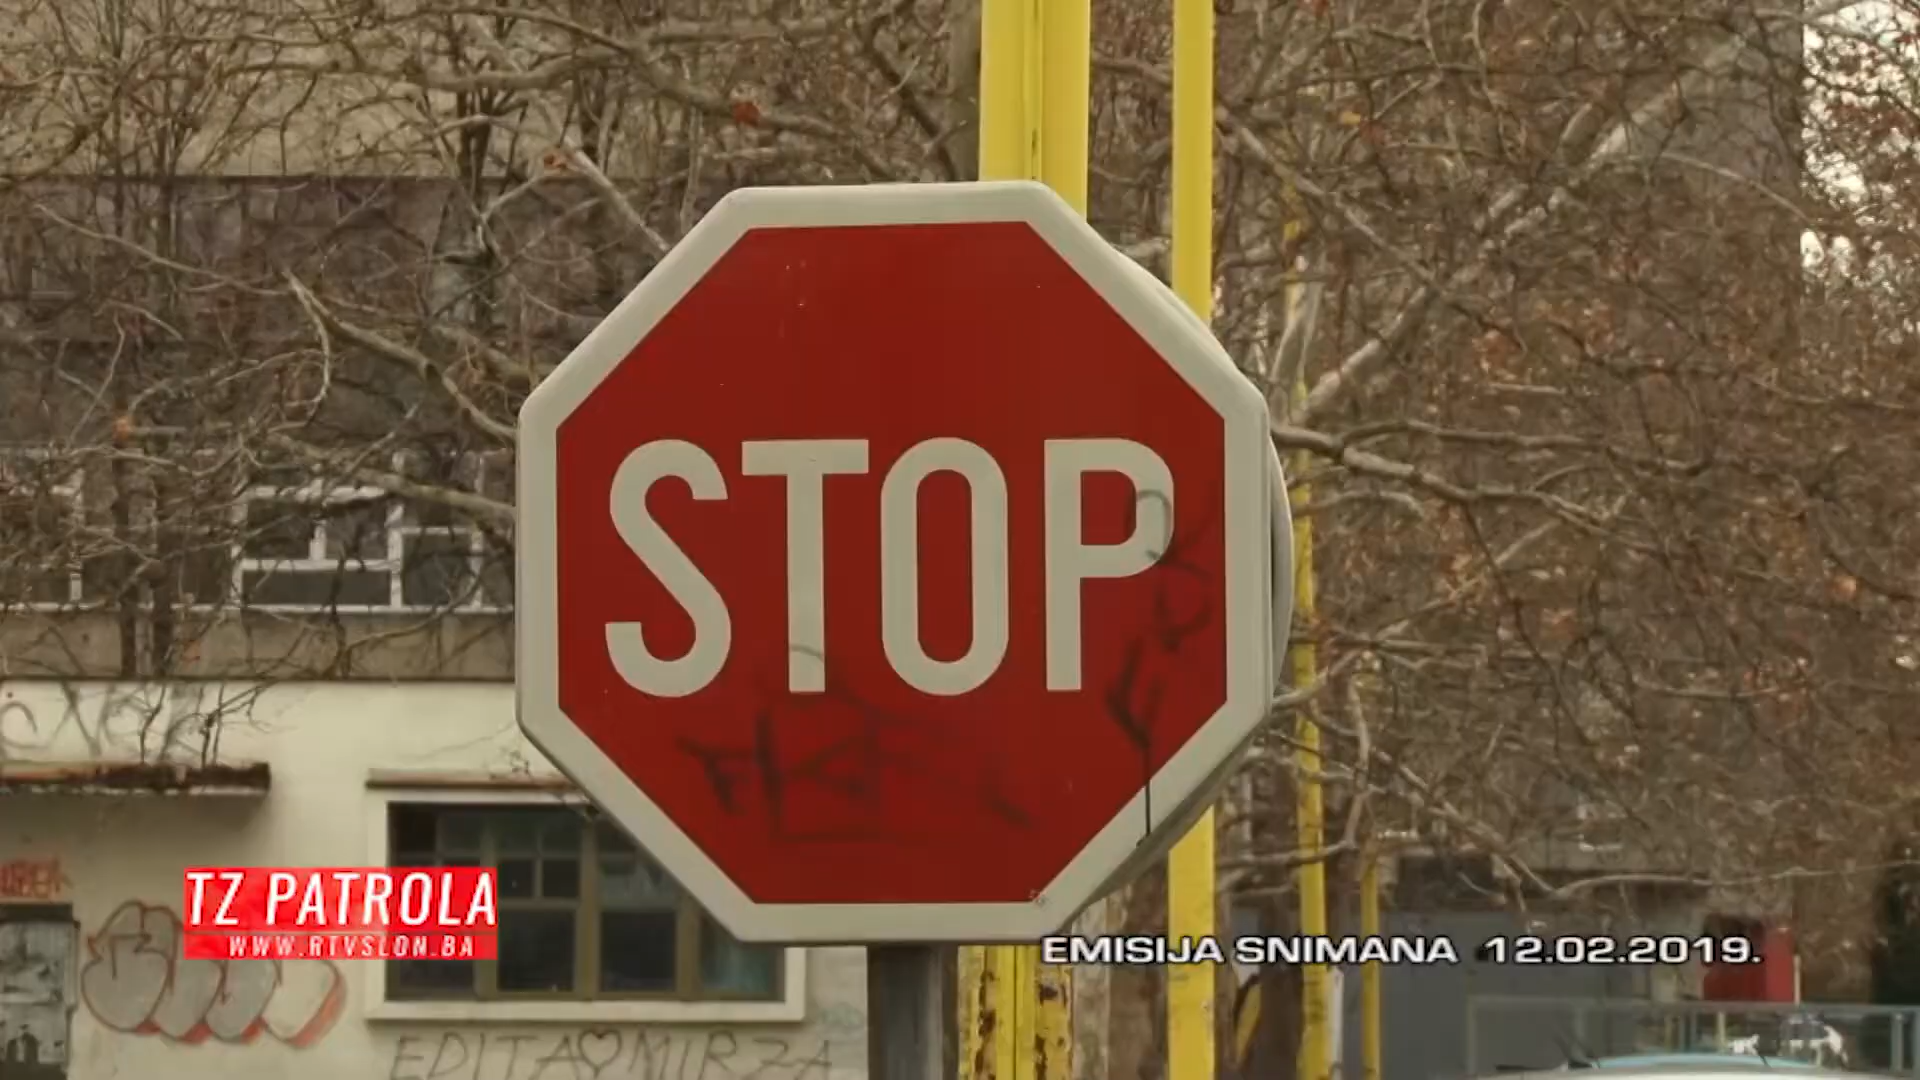 STOP
TZ PATROLA
WWW.RTVSLON.BA
EMISIJA SNIMANA 12.02.2019.
EDITA♡MIRZA